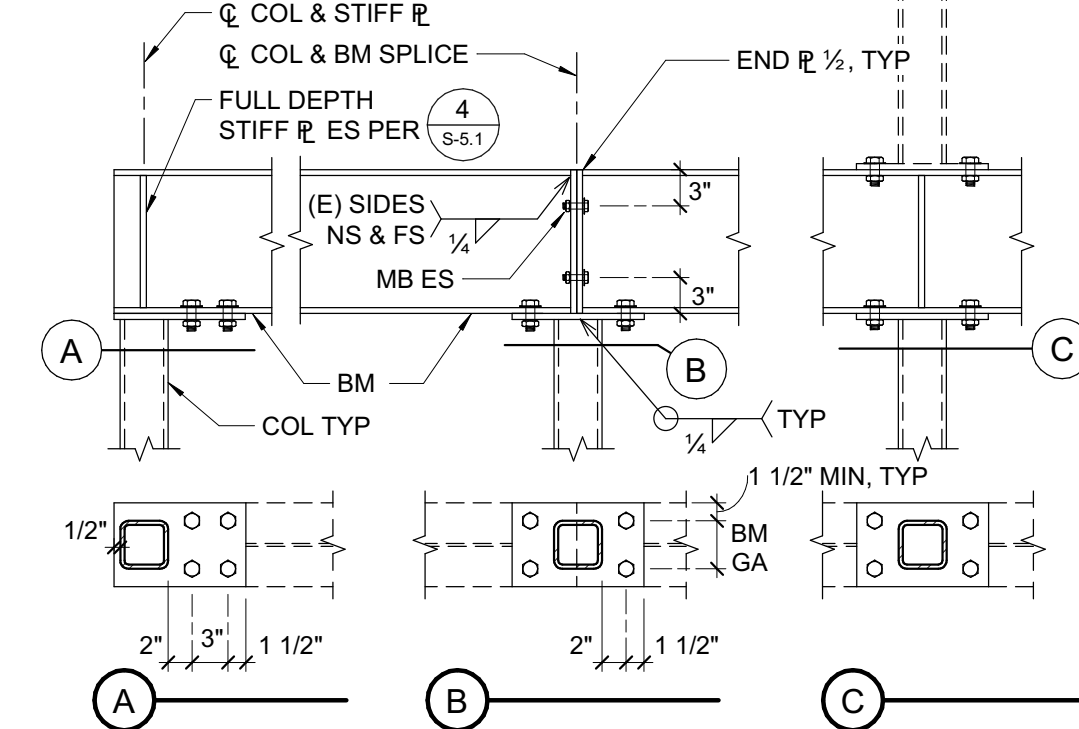 ℄ COL & STIFF ⅊
℄ COL & BM SPLICE
END ⅊ ½, TYP
FULL DEPTH
STIFF ⅊ ES PER
4
S-5.1
(E) SIDES
NS & FS
¼
3"
MB ES
3"
A
B
C
BM
COL TYP
¼
TYP
1 1/2" MIN, TYP
1/2"
BM
GA
2"
3"
1 1/2"
2"
1 1/2"
A
B
C